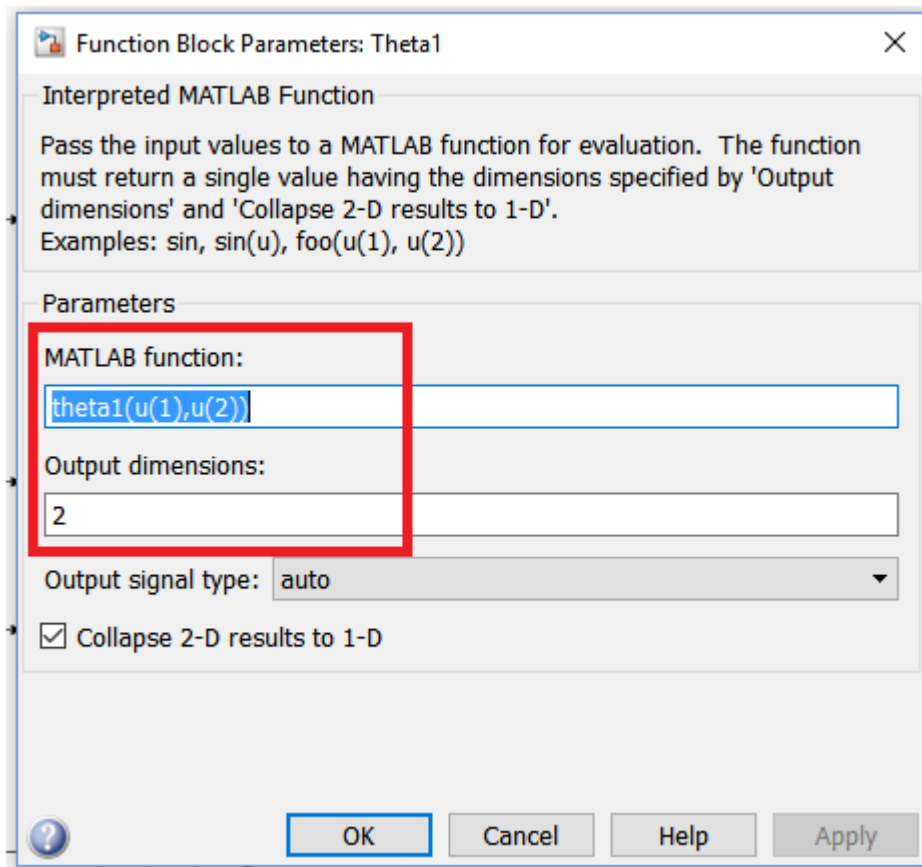 Function Block Parameters: Theta1
Interpreted MATLAB Function
Pass the input values to a MATLAB function for evaluation. The function
must return a single value having the dimensions specified by 'Output
dimensions' and 'Collapse 2-D results to 1-D'.
Examples: sin, sin(u), foo(u(1), u(2))
Parameters
MATLAB function:
theta1(u(1),u(2))
Output dimensions:
2
Output signal type: auto
Collapse 2-D results to 1-D
? OK Cancel Help Apply